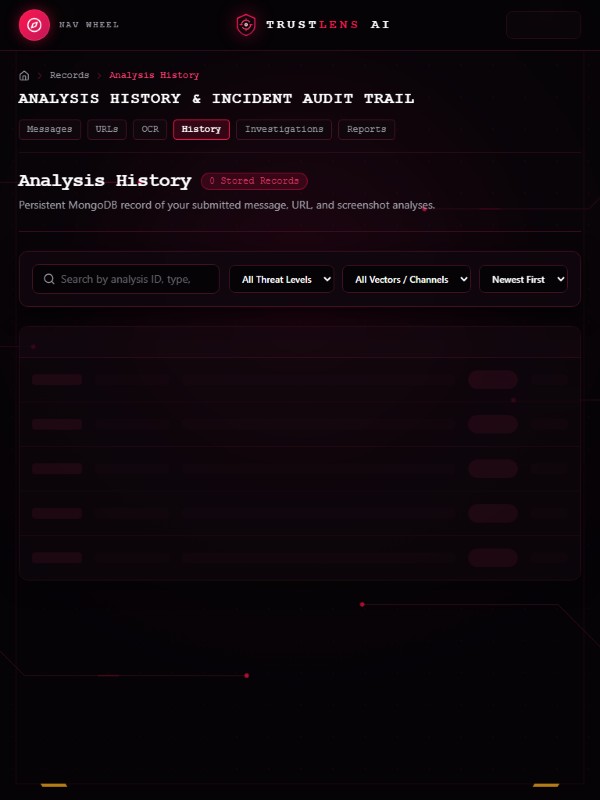 NAV WHEEL
TRUSTLENS AI
Records > Analysis History
ANALYSIS HISTORY & INCIDENT AUDIT TRAIL
Messages URLs OCR History Investigations Reports
Analysis History 0 Stored Records
Persistent MongoDB record of your submitted message, URL, and screenshot analyses.
Search by analysis ID, type, All Threat Levels All Vectors / Channels Newest First